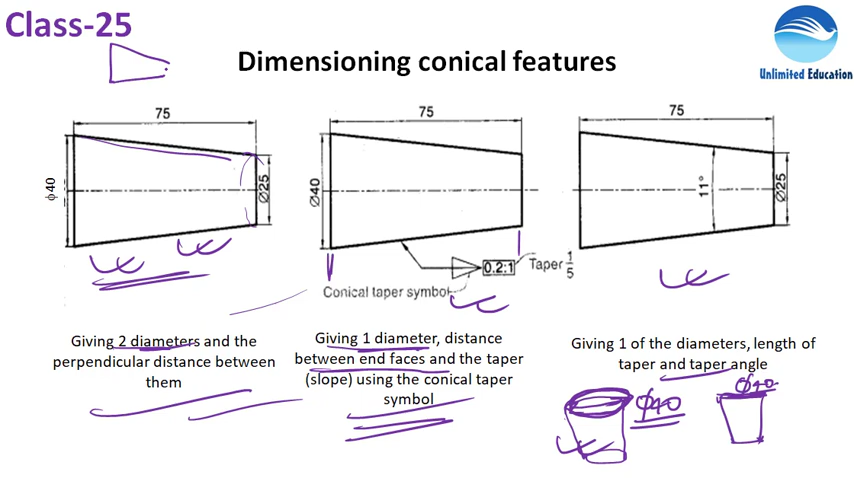 Class-25
Dimensioning conical features
Unlimited Education
75
ϕ40
Ø25
75
Ø40
0.2:1
Taper 1/5
Conical taper symbol
75
11°
Ø25
Giving 2 diameters and the
perpendicular distance between
them
Giving 1 diameter, distance
between end faces and the taper
(slope) using the conical taper
symbol
Giving 1 of the diameters, length of
taper and taper angle
ϕ40
ϕ40